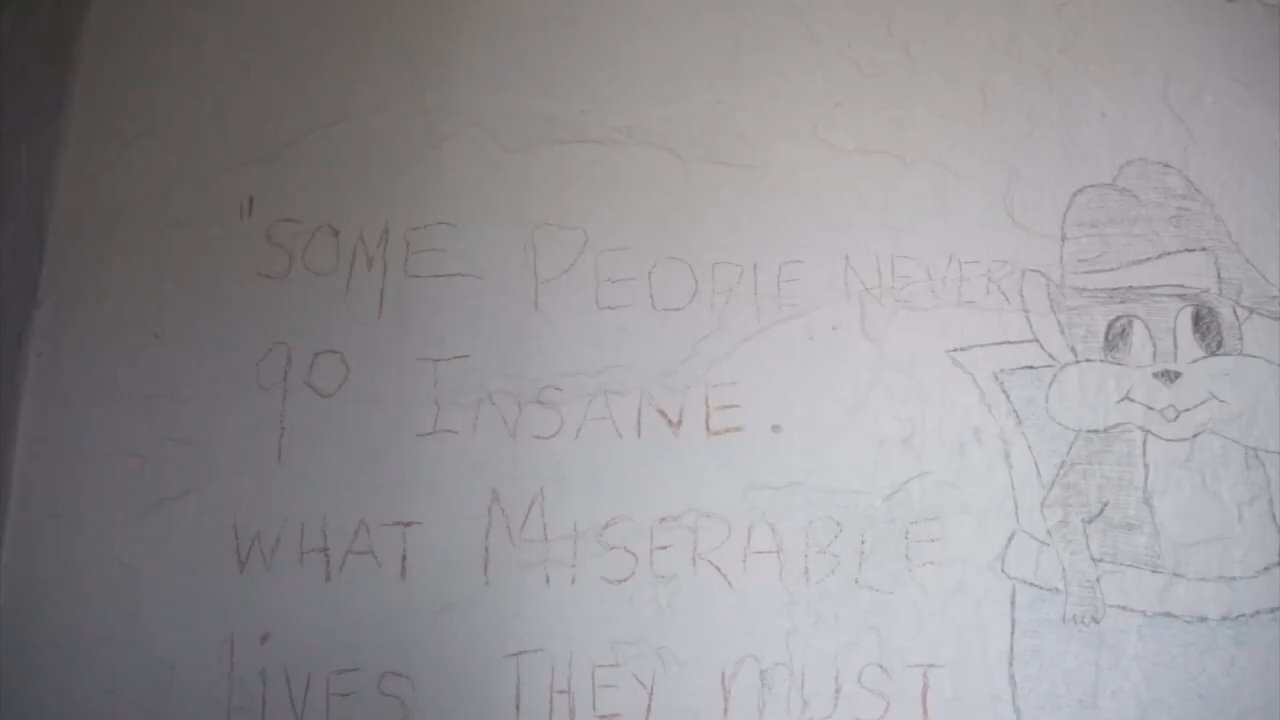 "SOME PEOPlE NEVER
gO INSANE.
WHAT MISERABLE
liVES THEY MUST